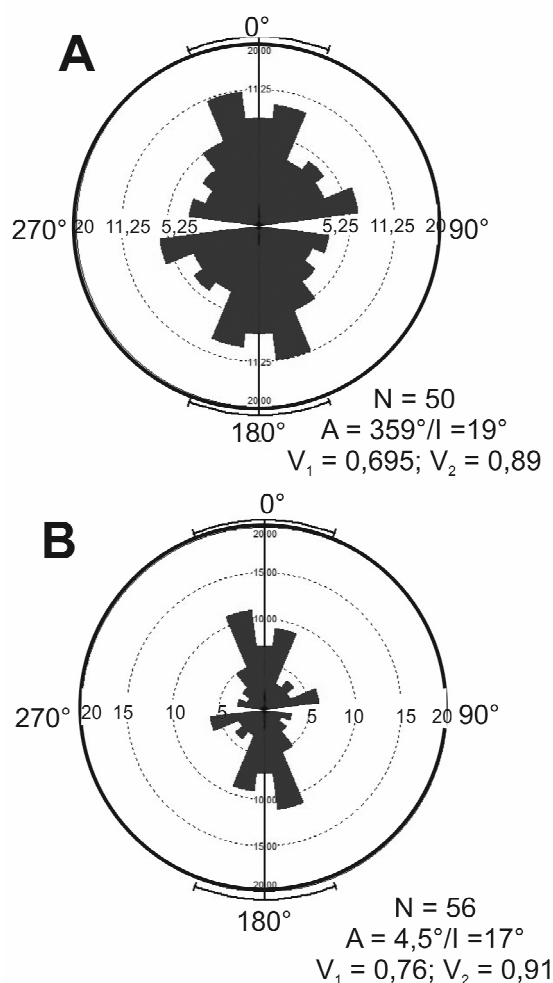 0°
A
20.00
11,25
270° 20 11,25 5,25 5,25 11,25 20 90°
11.25
20.00
180°
N = 50
A = 359°/I =19°
V₁ = 0,695; V₂ = 0,89
0°
B
20.00
15.00
10.00
270° 20 15 10 5 5 10 15 20 90°
10.00
15.00
20.00
180°
N = 56
A = 4,5°/I =17°
V₁ = 0,76; V₂ = 0,91